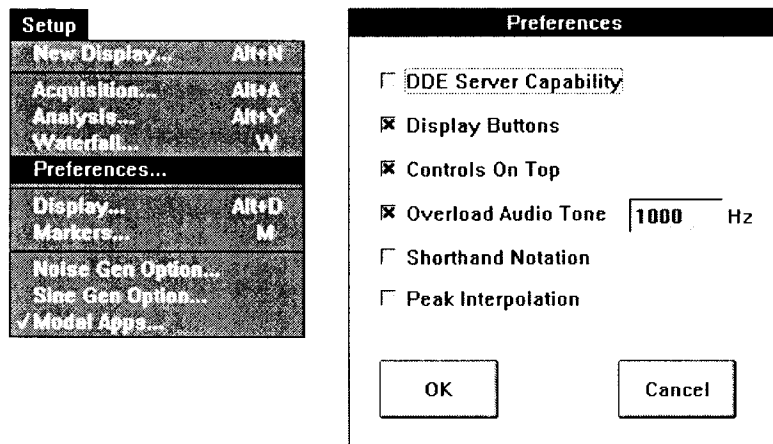 Setup
New Display... Alt+N
Acquisition... Alt+A
Analysis... Alt+Y
Waterfall... W
Preferences...
Display... Alt+D
Markers... M
Noise Gen Option...
Sine Gen Option...
√Modal Apps...
Preferences
DDE Server Capability
Display Buttons
Controls On Top
Overload Audio Tone 1000 Hz
Shorthand Notation
Peak Interpolation
OK Cancel